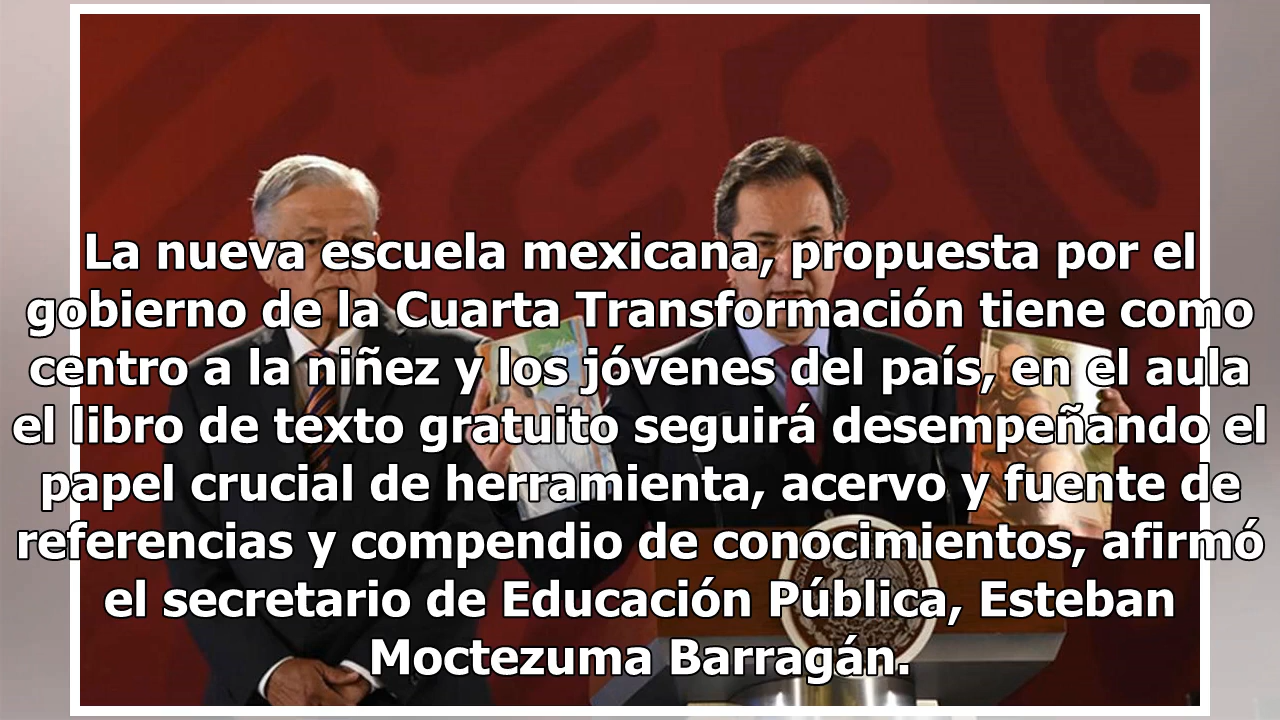 La nueva escuela mexicana, propuesta por el
gobierno de la Cuarta Transformación tiene como
centro a la niñez y los jóvenes del país, en el aula
el libro de texto gratuito seguirá desempeñando el
papel crucial de herramienta, acervo y fuente de
referencias y compendio de conocimientos, afirmó
el secretario de Educación Pública, Esteban
Moctezuma Barragán.